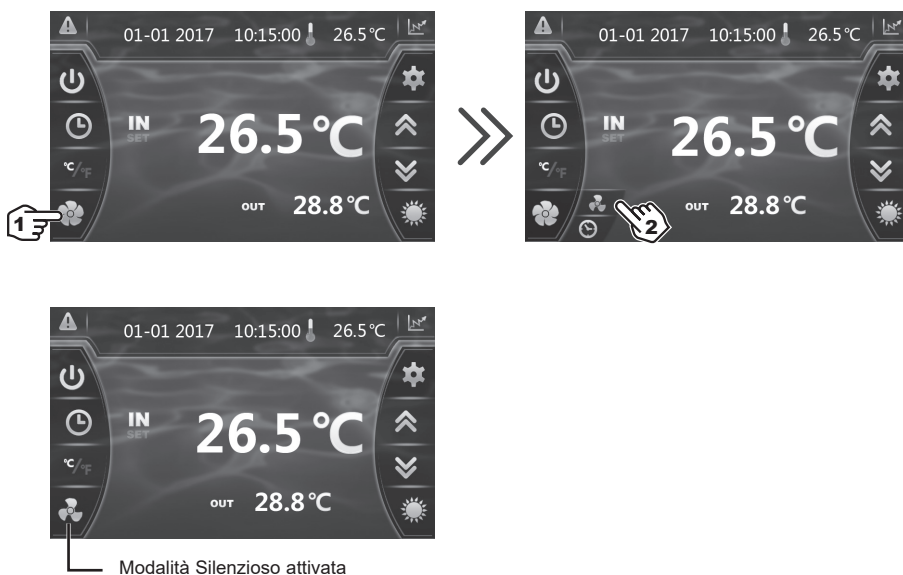 01-01 2017 10:15:00 26.5°C
IN
SET
26.5°C
°C/°F
OUT 28.8°C
1
01-01 2017 10:15:00 26.5°C
IN
SET
26.5°C
°C/°F
OUT 28.8°C
2
01-01 2017 10:15:00 26.5°C
IN
SET
26.5°C
°C/°F
OUT 28.8°C
Modalità Silenzioso attivata